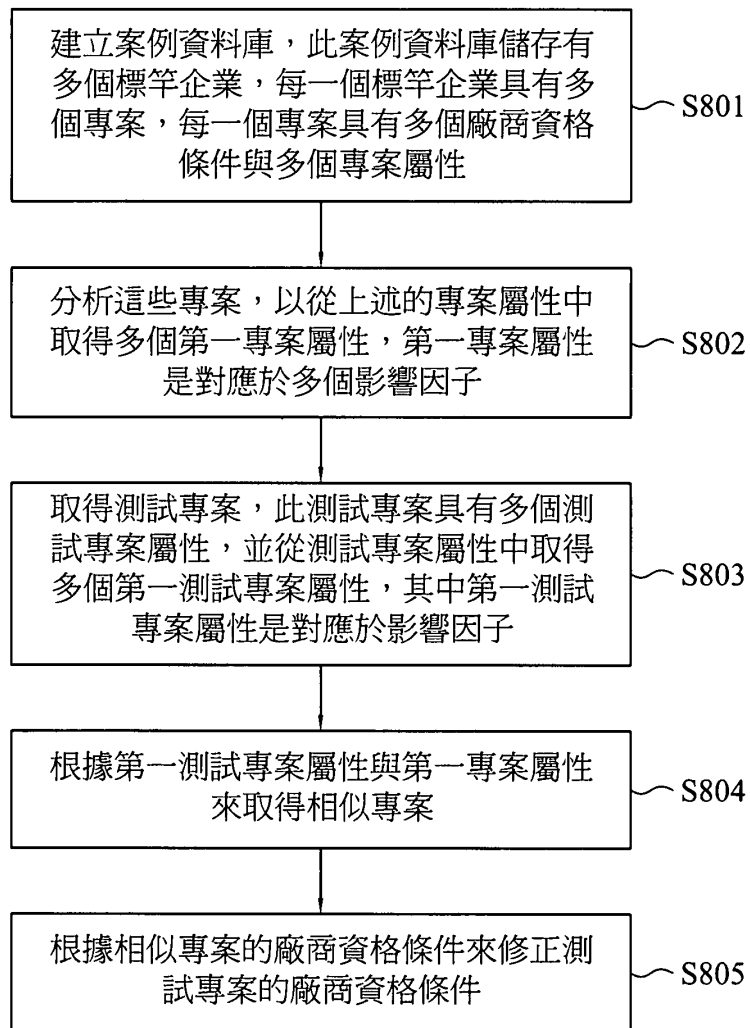 建立案例資料庫，此案例資料庫儲存有
多個標竿企業，每一個標竿企業具有多
個專案，每一個專案具有多個廠商資格
條件與多個專案屬性
S801
分析這些專案，以從上述的專案屬性中
取得多個第一專案屬性，第一專案屬性
是對應於多個影響因子
S802
取得測試專案，此測試專案具有多個測
試專案屬性，並從測試專案屬性中取得
多個第一測試專案屬性，其中第一測試
專案屬性是對應於影響因子
S803
根據第一測試專案屬性與第一專案屬性
來取得相似專案
S804
根據相似專案的廠商資格條件來修正測
試專案的廠商資格條件
S805